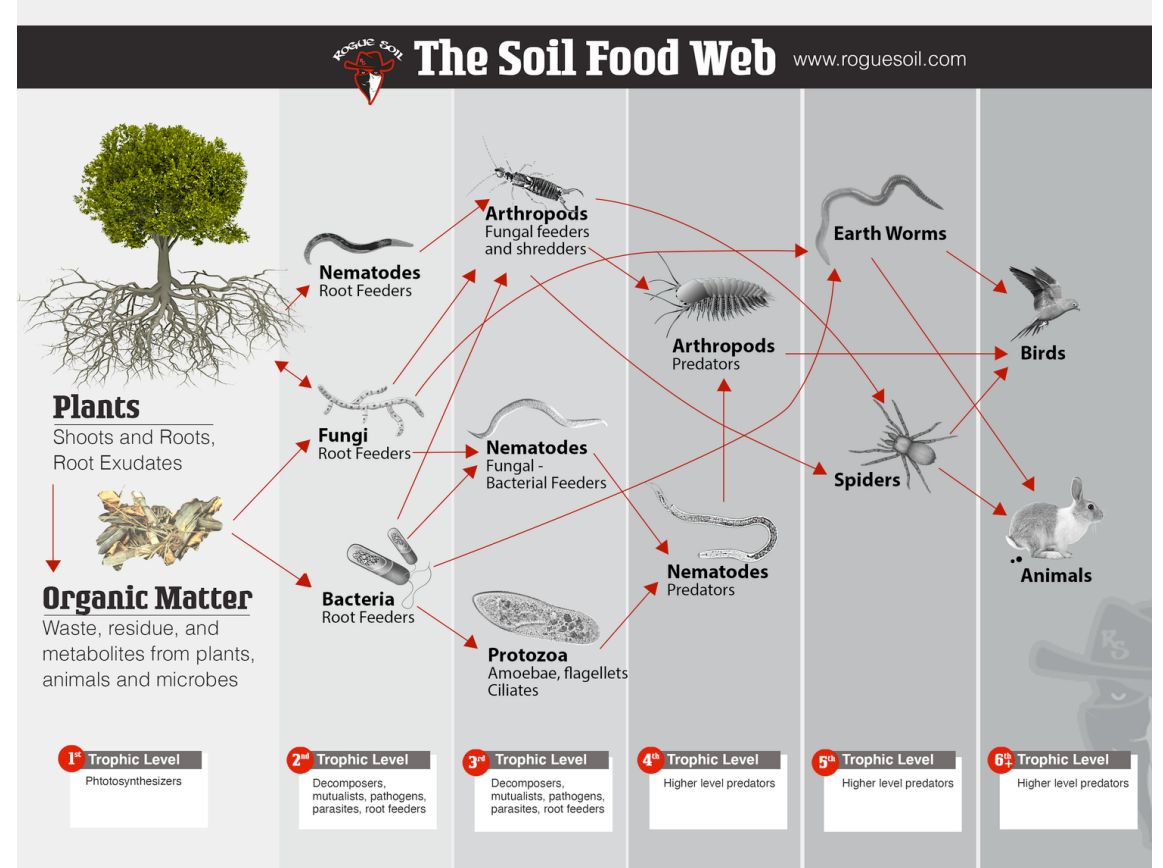 ROGUE SOIL
The Soil Food Web
www.roguesoil.com
Plants
Shoots and Roots,
Root Exudates
Organic Matter
Waste, residue, and
metabolites from plants,
animals and microbes
Nematodes
Root Feeders
Fungi
Root Feeders
Bacteria
Root Feeders
Arthropods
Fungal feeders
and shredders
Nematodes
Fungal -
Bacterial Feeders
Protozoa
Amoebae, flagellets
Ciliates
Arthropods
Predators
Nematodes
Predators
Earth Worms
Spiders
Birds
Animals
RS
1st Trophic Level
Phtotosynthesizers
2nd Trophic Level
Decomposers,
mutualists, pathogens,
parasites, root feeders
3rd Trophic Level
Decomposers,
mutualists, pathogens,
parasites, root feeders
4th Trophic Level
Higher level predators
5th Trophic Level
Higher level predators
6th+ Trophic Level
Higher level predators